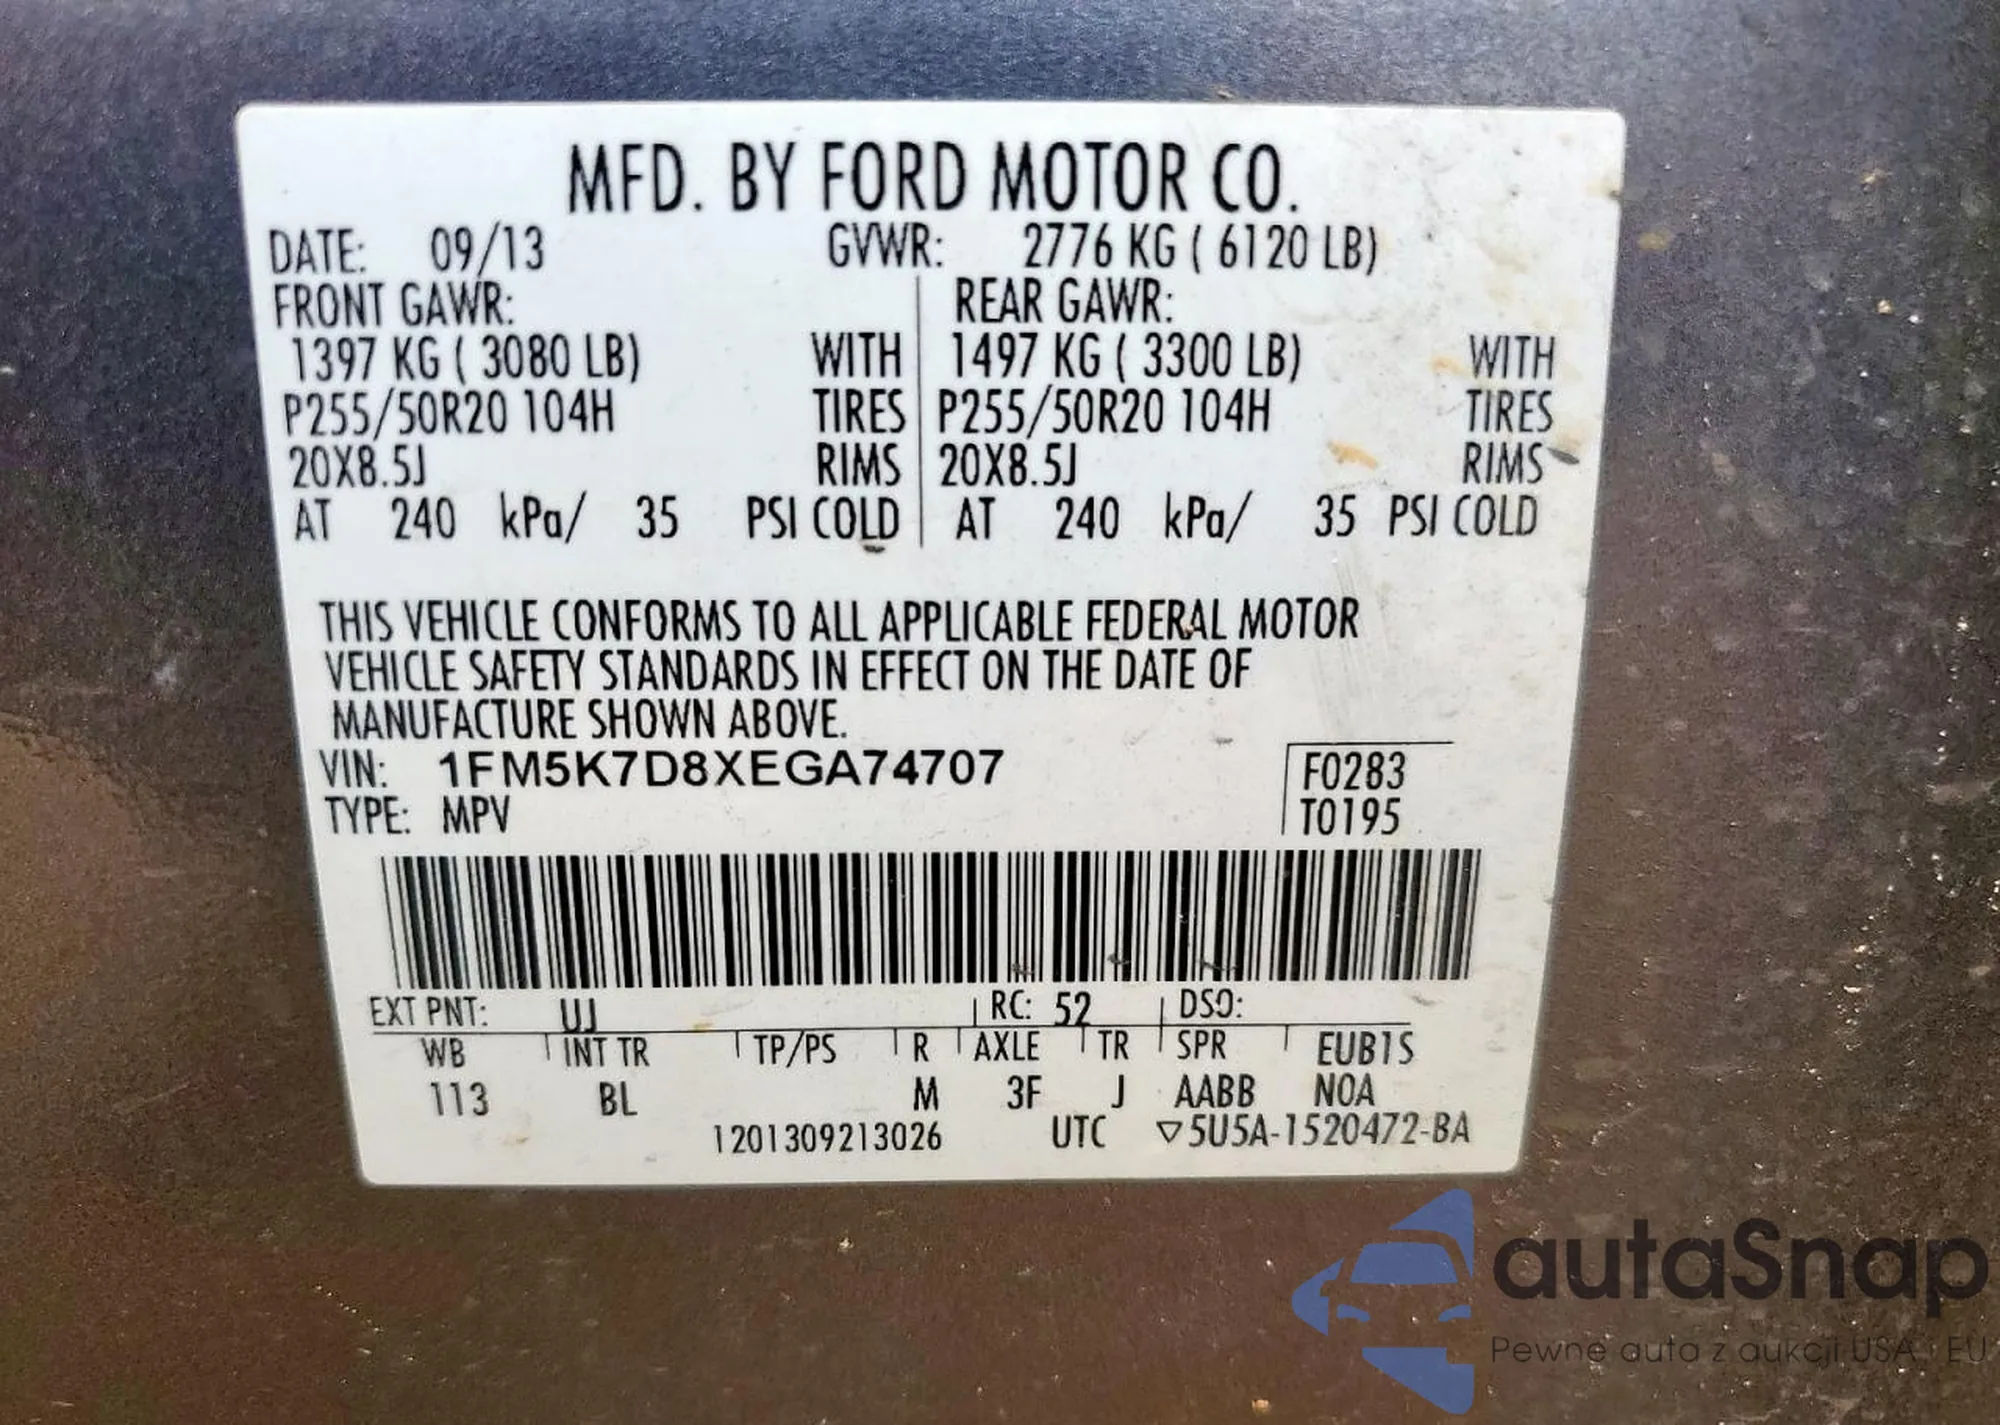 MFD. BY FORD MOTOR CO.
DATE: 09/13 GVWR: 2776 KG ( 6120 LB)
FRONT GAWR: REAR GAWR:
1397 KG ( 3080 LB) WITH 1497 KG ( 3300 LB) WITH
P255/50R20 104H TIRES P255/50R20 104H TIRES
20X8.5J RIMS 20X8.5J RIMS
AT 240 kPa/ 35 PSI COLD AT 240 kPa/ 35 PSI COLD
THIS VEHICLE CONFORMS TO ALL APPLICABLE FEDERAL MOTOR
VEHICLE SAFETY STANDARDS IN EFFECT ON THE DATE OF
MANUFACTURE SHOWN ABOVE.
VIN: 1FM5K7D8XEGA74707 F0283
TYPE: MPV T0195
EXT PNT: UJ RC: 52 DSO:
WB INT TR TP/PS R AXLE TR SPR EUB1S
113 BL M 3F J AABB NOA
1201309213026 UTC ▽5U5A-1520472-BA
autaSnap
Pewne auta z aukcji USA i EU